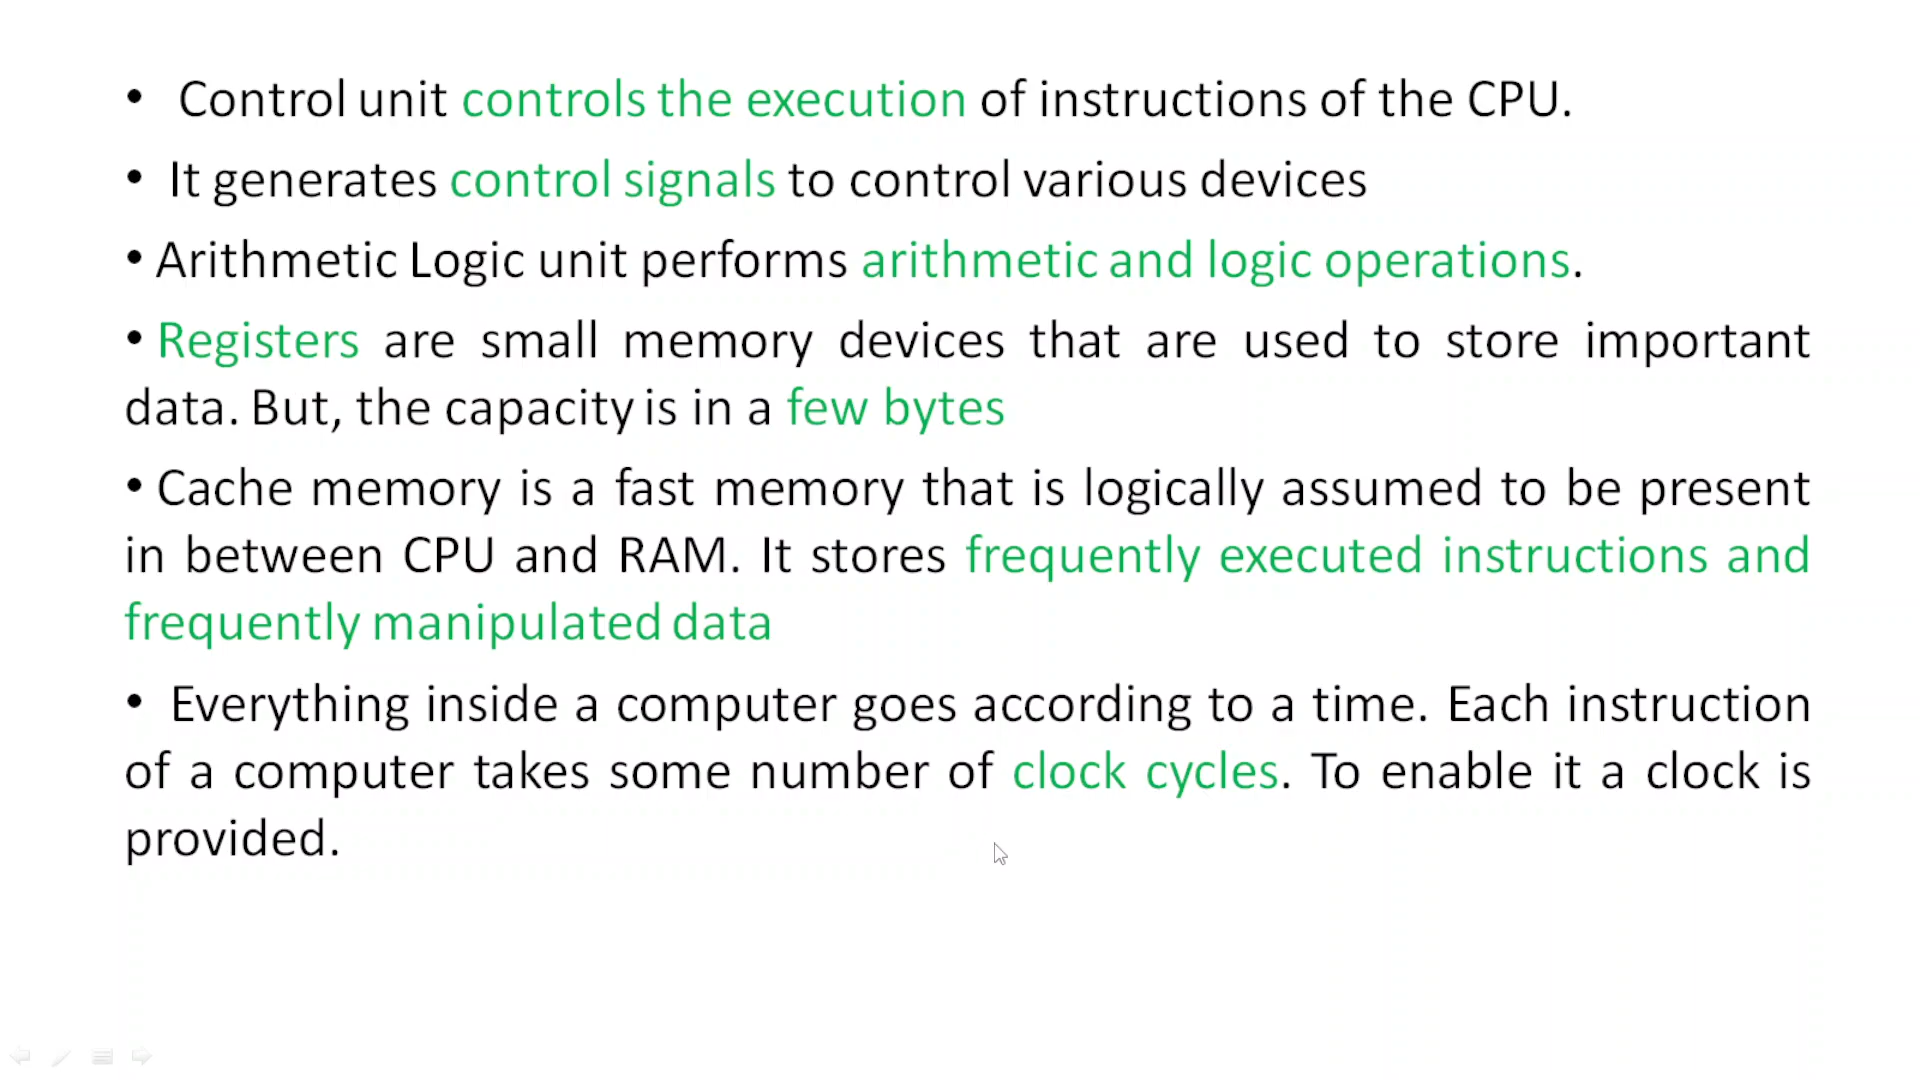 • Control unit controls the execution of instructions of the CPU.
• It generates control signals to control various devices
• Arithmetic Logic unit performs arithmetic and logic operations.
• Registers are small memory devices that are used to store important
data. But, the capacity is in a few bytes
• Cache memory is a fast memory that is logically assumed to be present
in between CPU and RAM. It stores frequently executed instructions and
frequently manipulated data
• Everything inside a computer goes according to a time. Each instruction
of a computer takes some number of clock cycles. To enable it a clock is
provided.